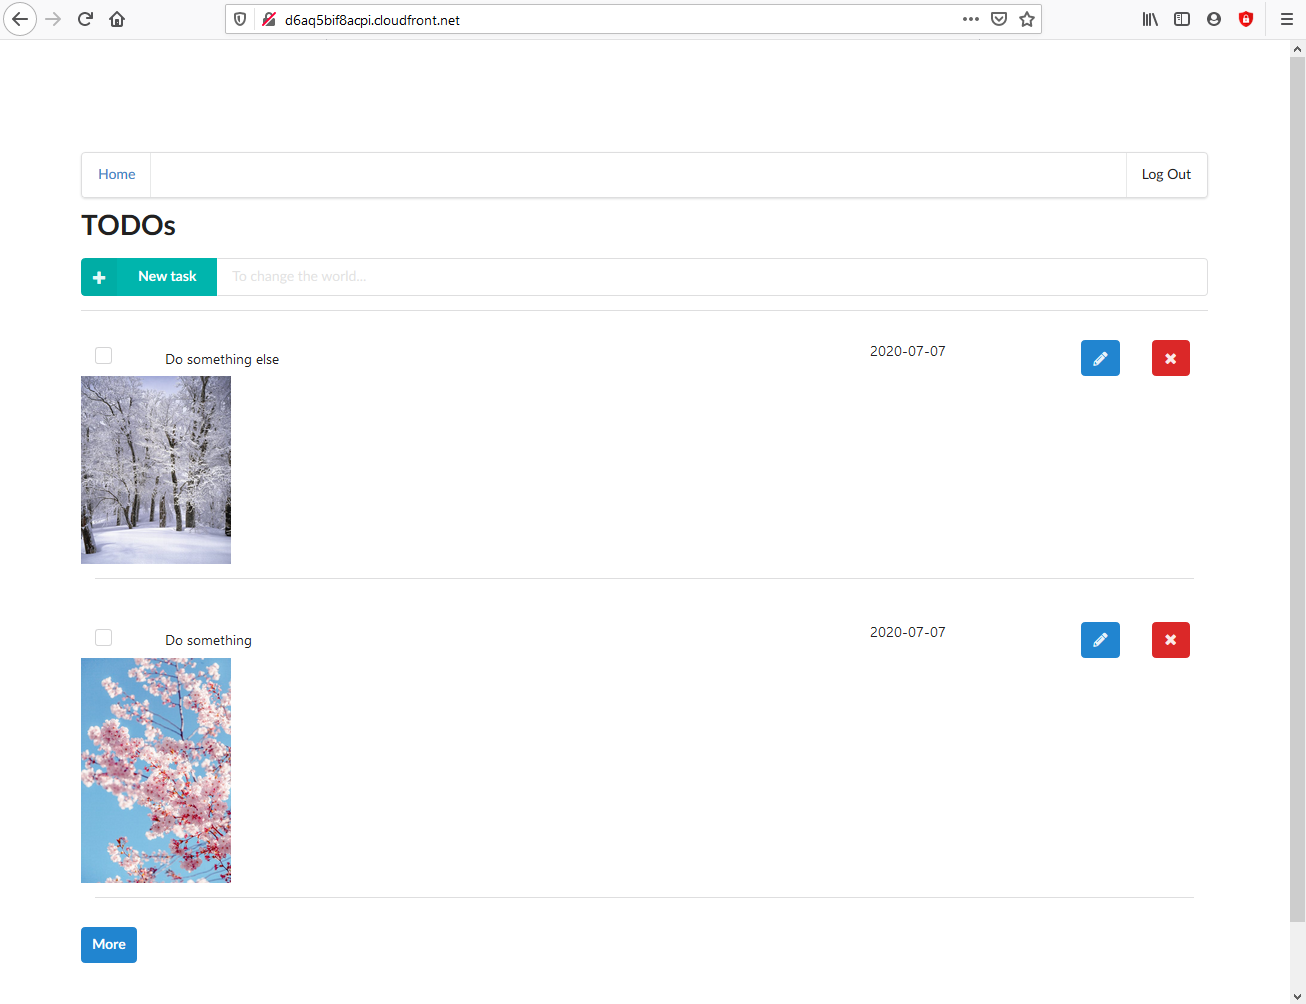 d6aq5bif8acpi.cloudfront.net
Home
Log Out
TODOs
New task
To change the world...
Do something else
2020-07-07
Do something
2020-07-07
More